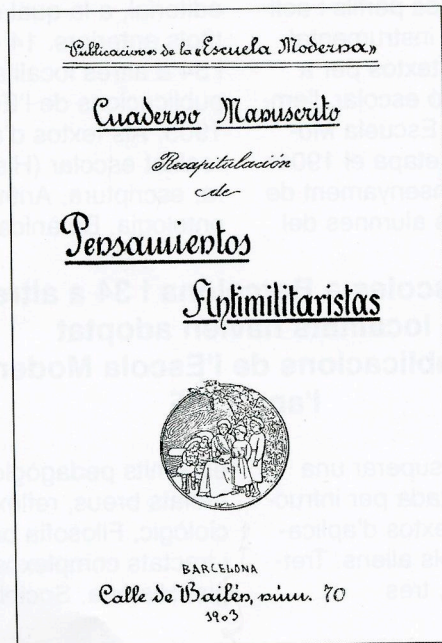 Publicaciones de la «Escuela Moderna»
Cuaderno Manuscrito
Recapitulación
de
Pensamientos
Antimilitaristas
BARCELONA
Calle de Bailén, núm. 70
1903